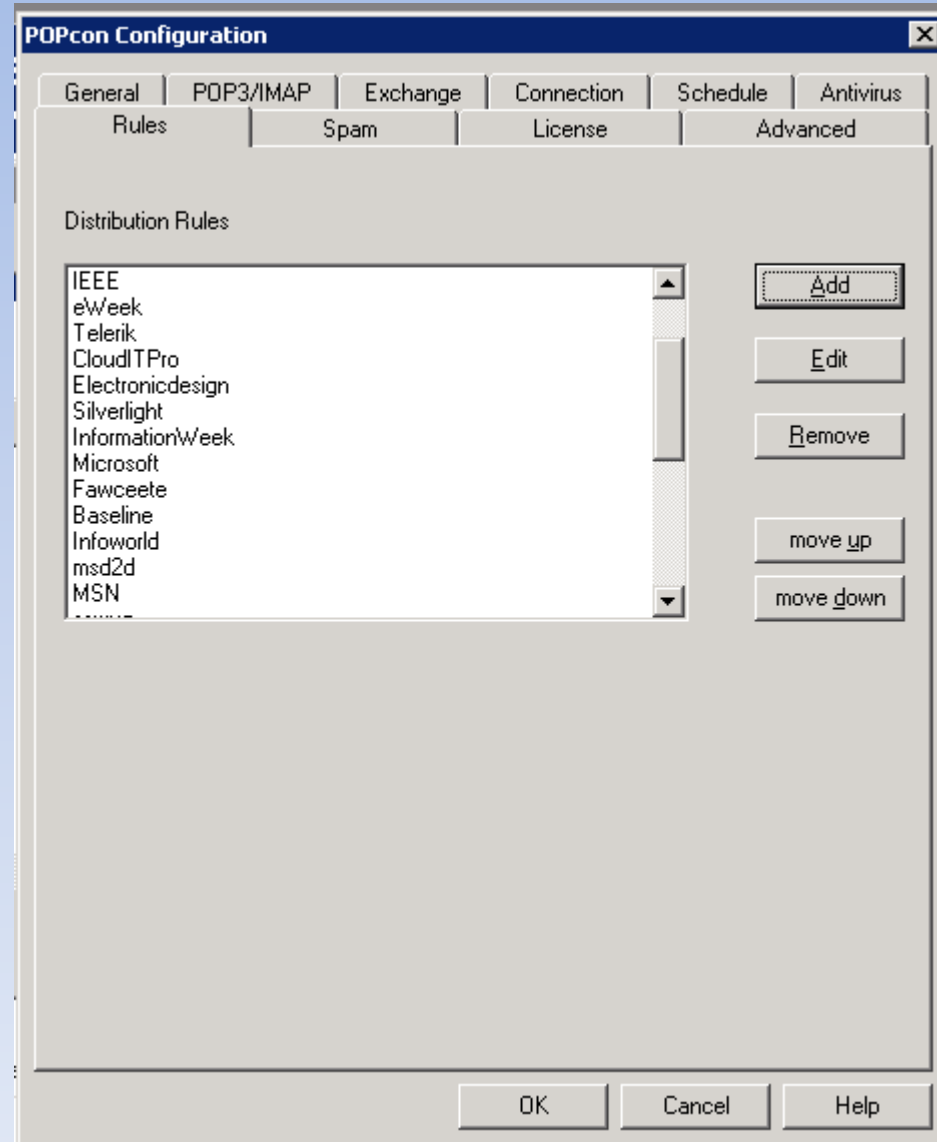 POPcon Configuration
General POP3/IMAP Exchange Connection Schedule Antivirus
Rules Spam License Advanced
Distribution Rules
IEEE
eWeek
Telerik
CloudITPro
Electronicdesign
Silverlight
InformationWeek
Microsoft
Fawceete
Baseline
Infoworld
msd2d
MSN
Add
Edit
Remove
move up
move down
OK Cancel Help